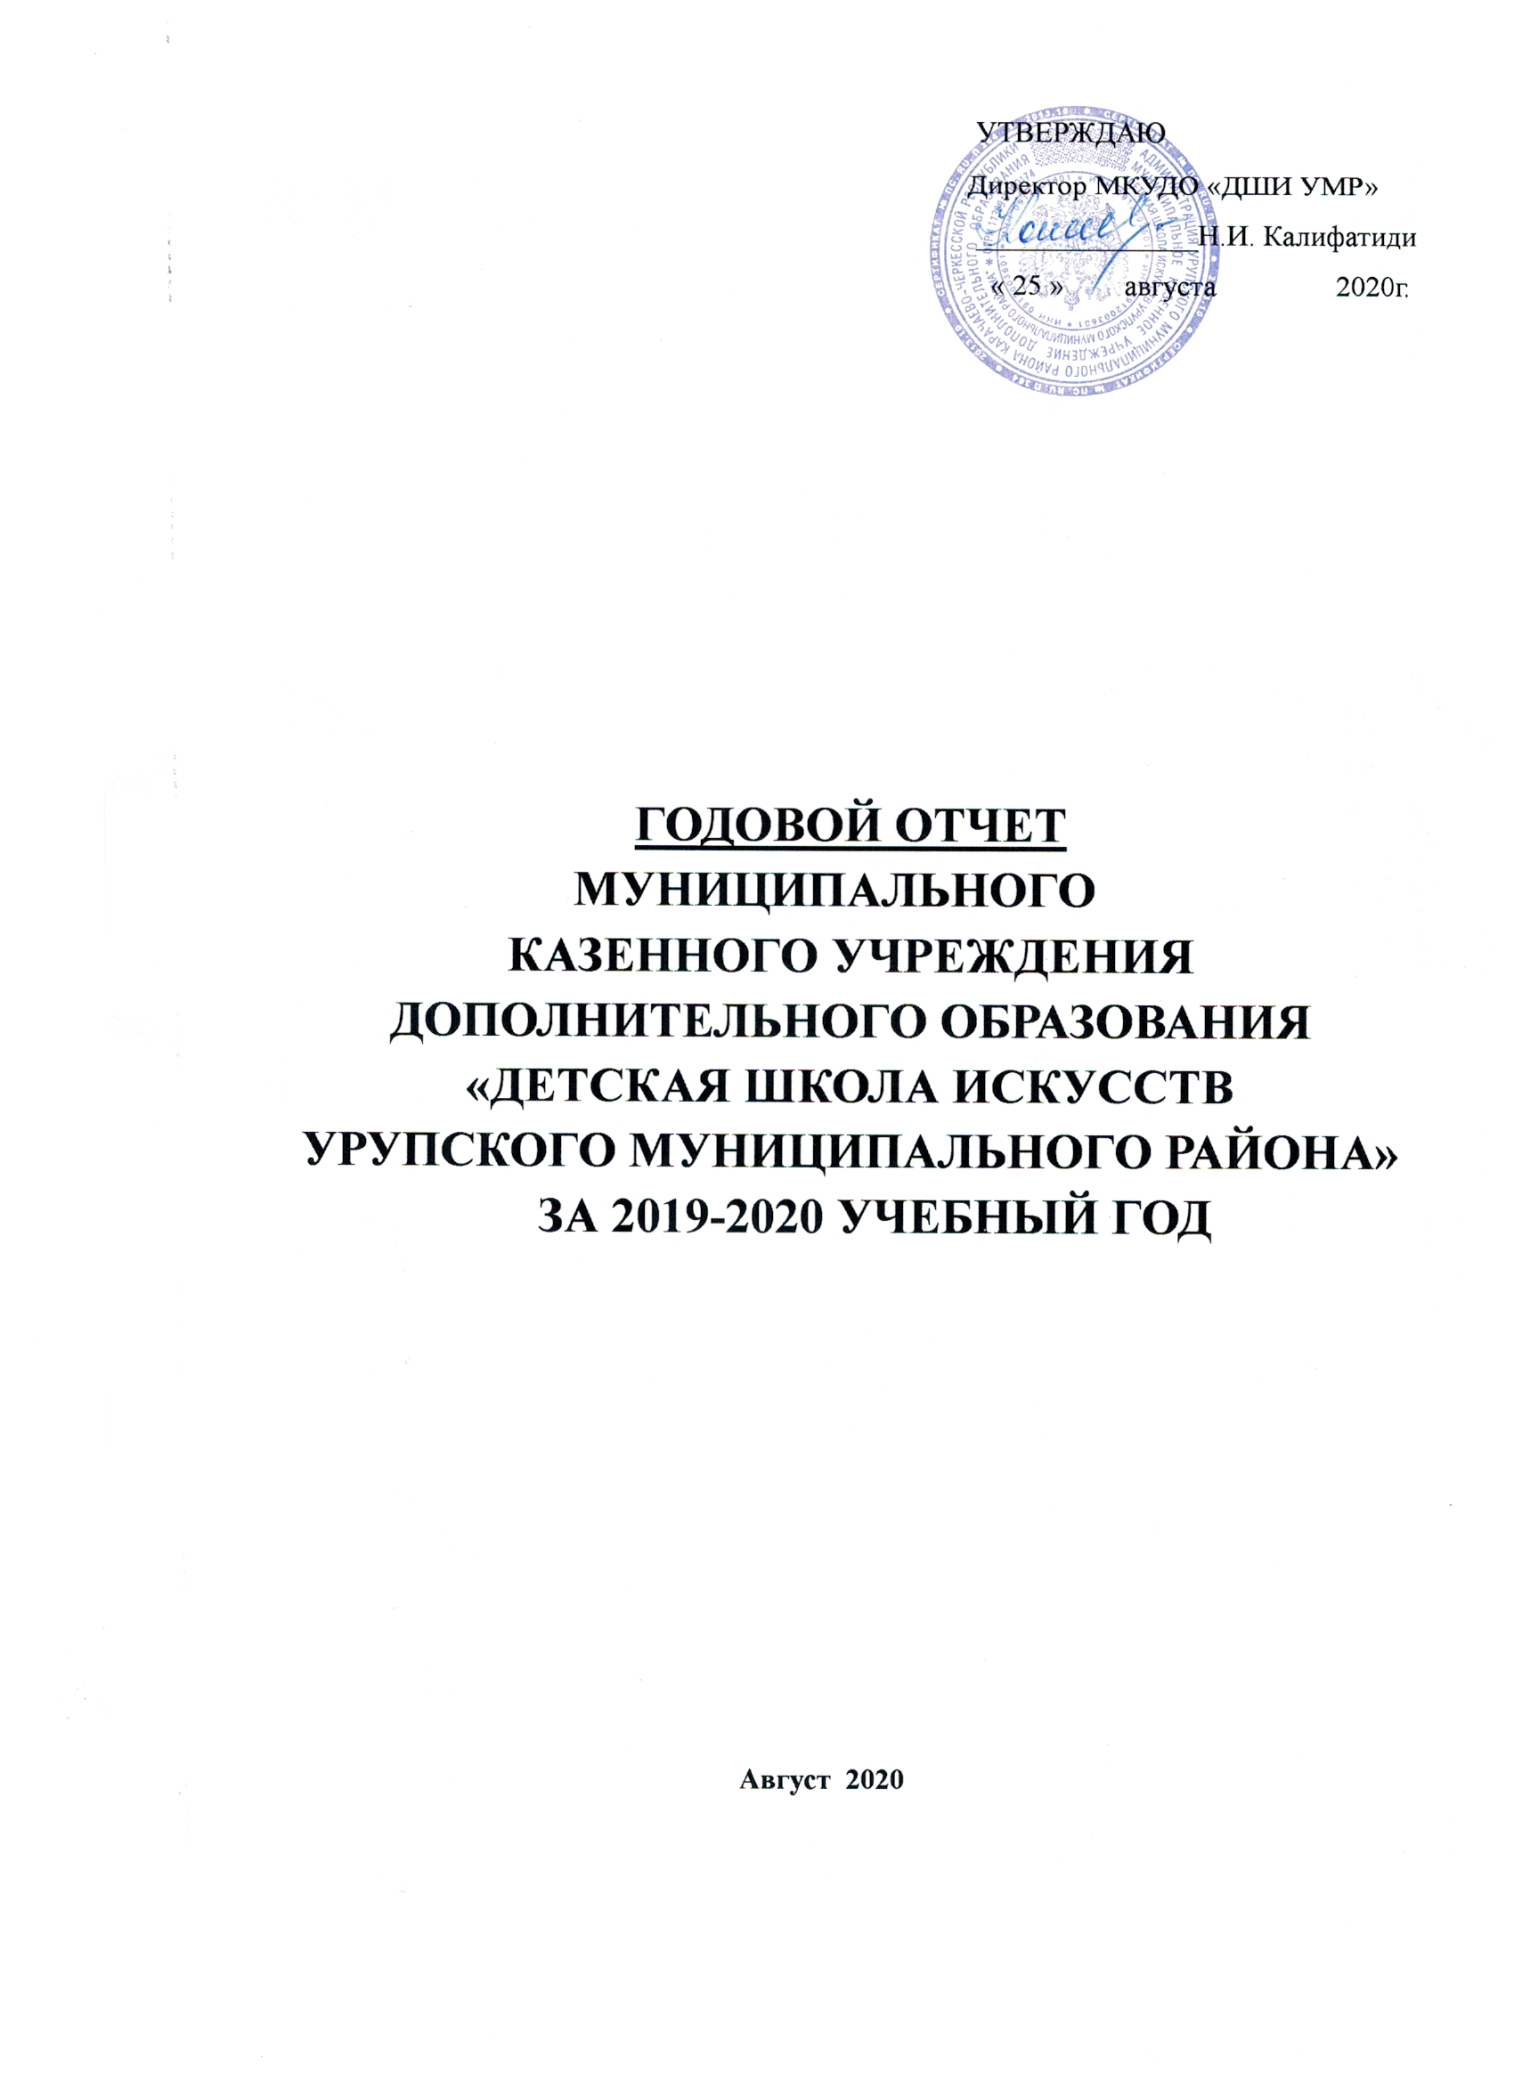 УТВЕРЖДАЮ
Директор МКУДО «ДШИ УМР»
Н.И. Калифатиди
« 25 » августа 2020г.
ГОДОВОЙ ОТЧЕТ
МУНИЦИПАЛЬНОГО
КАЗЕННОГО УЧРЕЖДЕНИЯ
ДОПОЛНИТЕЛЬНОГО ОБРАЗОВАНИЯ
«ДЕТСКАЯ ШКОЛА ИСКУССТВ
УРУПСКОГО МУНИЦИПАЛЬНОГО РАЙОНА»
ЗА 2019-2020 УЧЕБНЫЙ ГОД
Август 2020